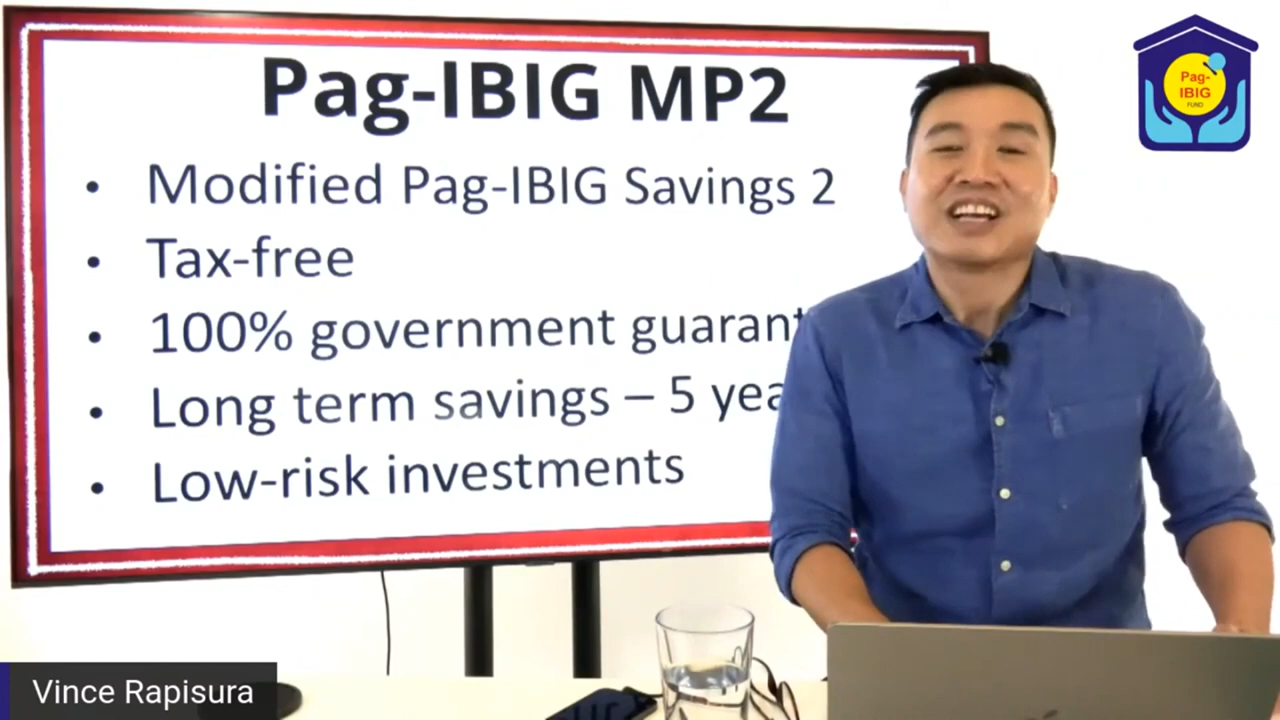 Pag-IBIG MP2
• Modified Pag-IBIG Savings 2
• Tax-free
• 100% government guarant
• Long term savings – 5 yea
• Low-risk investments
Pag-
IBIG
FUND
Vince Rapisura